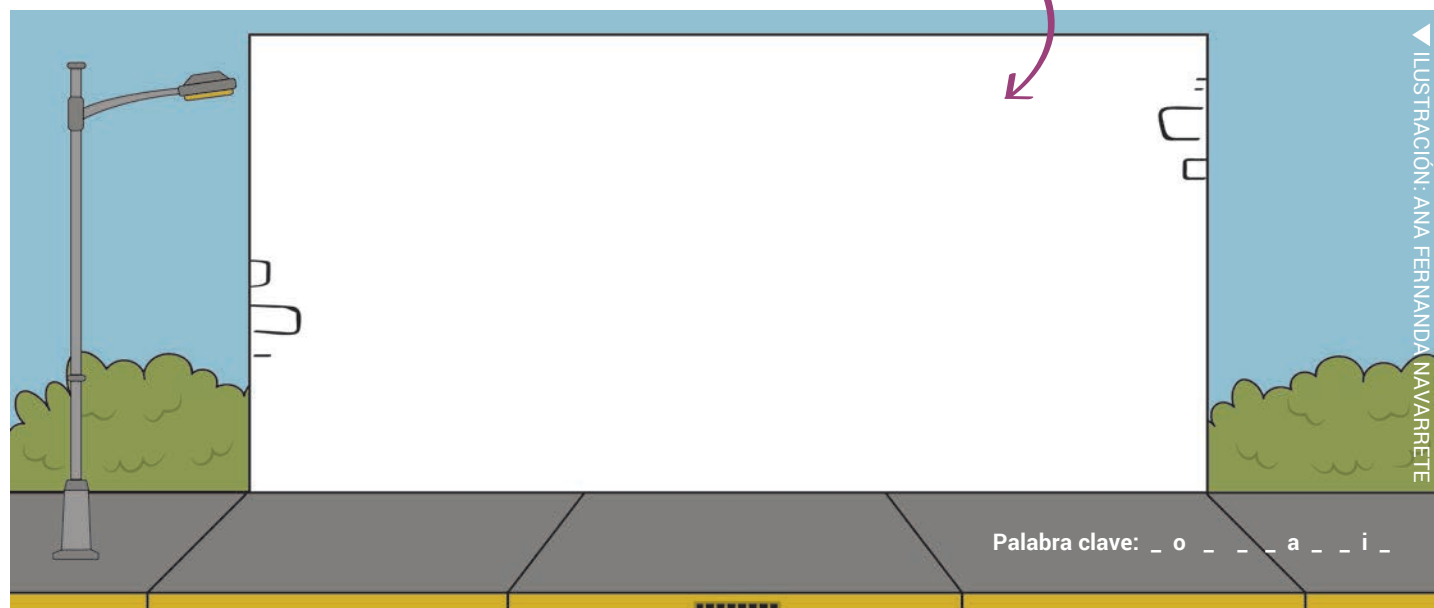 ILUSTRACIÓN: ANA FERNANDA NAVARRETE
Palabra clave: _ o _ _ _ a _ _ i _